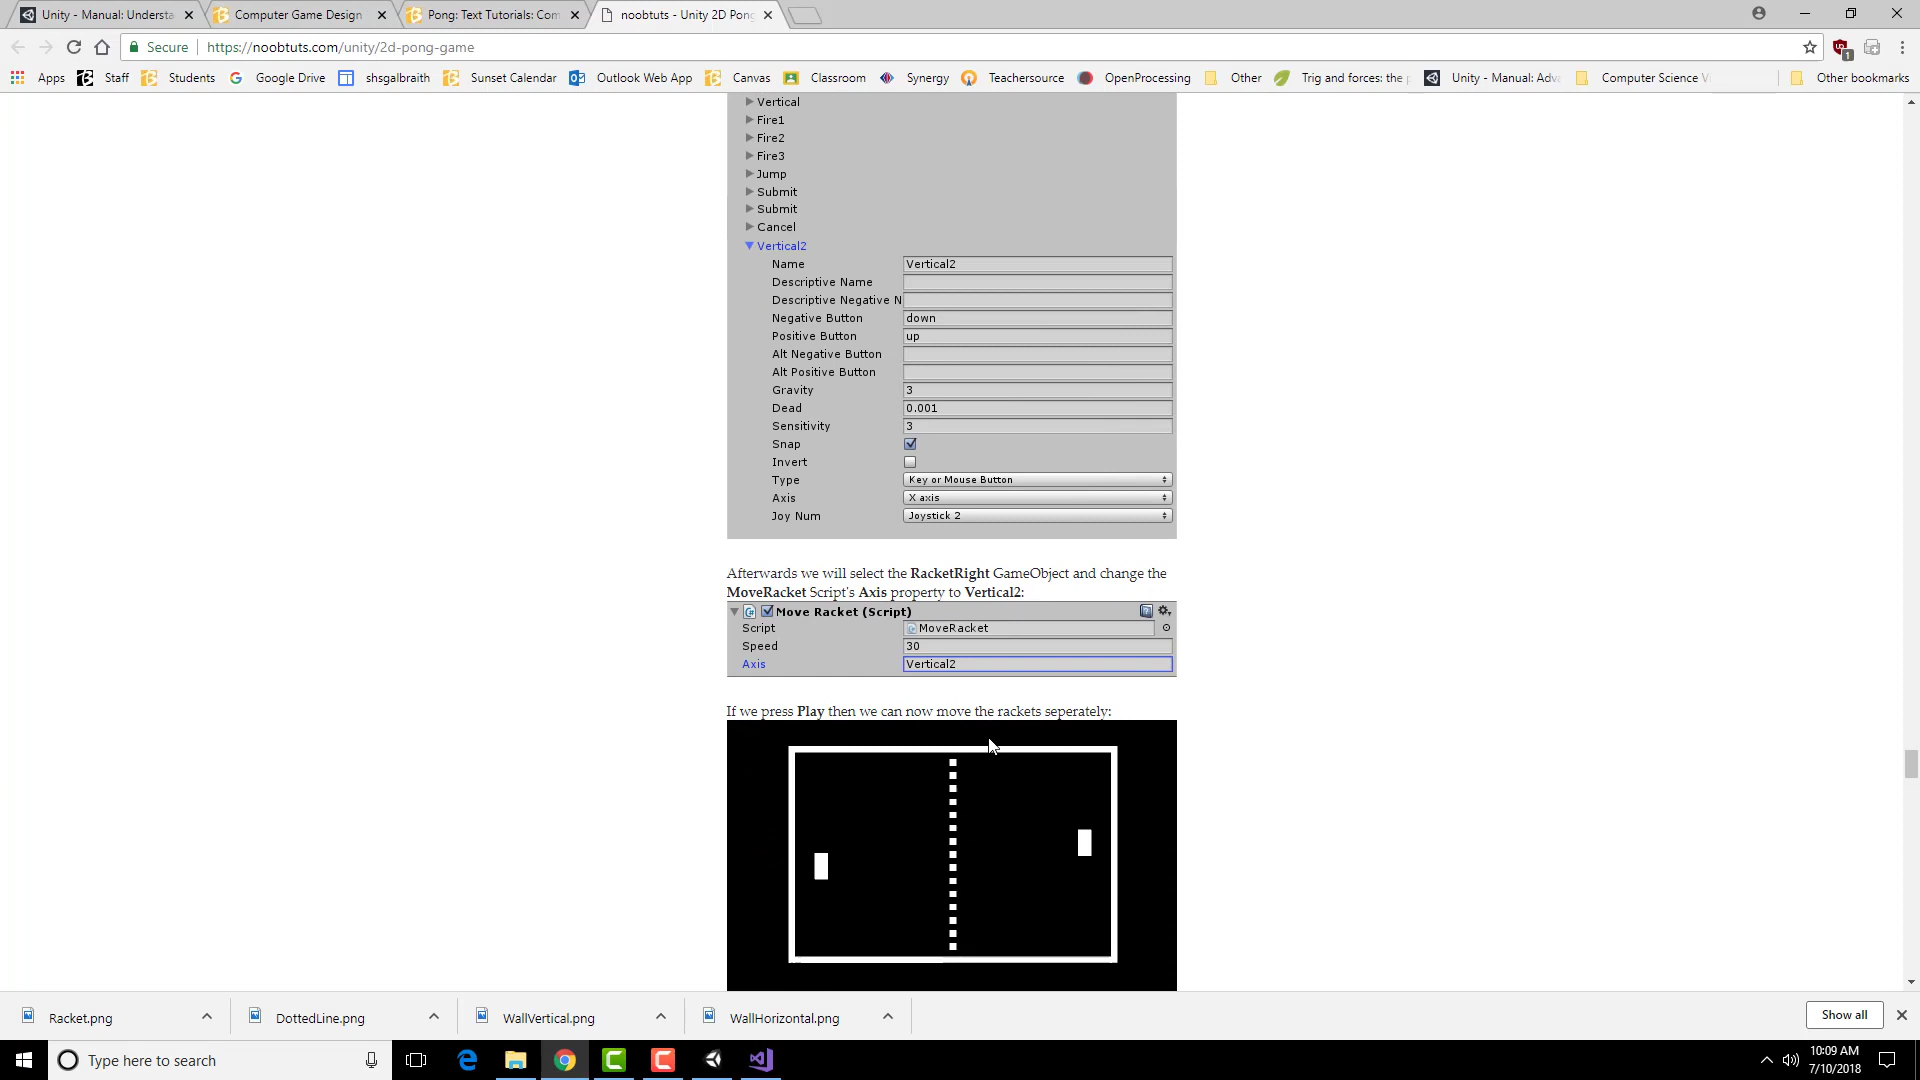 Unity - Manual: Understa
Computer Game Design
Pong: Text Tutorials: Com
noobtuts - Unity 2D Pong
Secure
https://noobtuts.com/unity/2d-pong-game
1
Apps
Staff
Students
Google Drive
shsgalbraith
Sunset Calendar
Outlook Web App
Canvas
Classroom
Synergy
Teachersource
OpenProcessing
Other
Trig and forces: the
Unity - Manual: Adva
Computer Science Vi
Other bookmarks
Vertical
Fire1
Fire2
Fire3
Jump
Submit
Submit
Cancel
Vertical2
Name Vertical2
Descriptive Name
Descriptive Negative N
Negative Button down
Positive Button up
Alt Negative Button
Alt Positive Button
Gravity 3
Dead 0.001
Sensitivity 3
Snap
Invert
Type Key or Mouse Button
Axis X axis
Joy Num Joystick 2
Afterwards we will select the RacketRight GameObject and change the
MoveRacket Script's Axis property to Vertical2:
Move Racket (Script)
Script MoveRacket
Speed 30
Axis Vertical2
If we press Play then we can now move the rackets seperately:
Racket.png
DottedLine.png
WallVertical.png
WallHorizontal.png
Show all
Type here to search
10:09 AM
7/10/2018